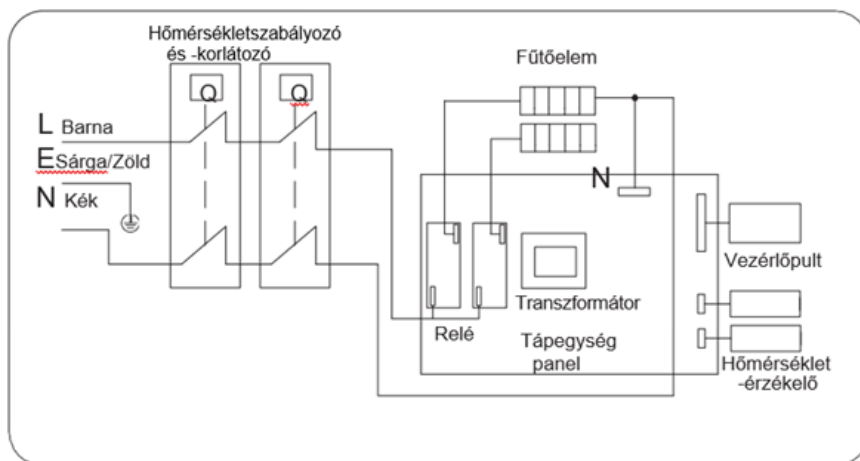 Hőmérsékletszabályozó
és -korlátozó
Q
Q
Fűtőelem
L Barna
E Sárga/Zöld
N Kék
N
Vezérlőpult
Transzformátor
Relé
Tápegység
panel
Hőmérséklet
-érzékelő